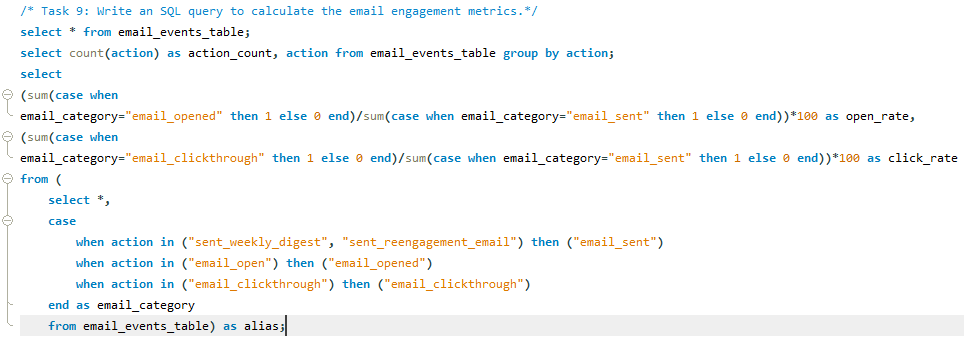 /* Task 9: Write an SQL query to calculate the email engagement metrics.*/
select * from email_events_table;
select count(action) as action_count, action from email_events_table group by action;
select
(sum(case when
email_category="email_opened" then 1 else 0 end)/sum(case when email_category="email_sent" then 1 else 0 end))*100 as open_rate,
(sum(case when
email_category="email_clickthrough" then 1 else 0 end)/sum(case when email_category="email_sent" then 1 else 0 end))*100 as click_rate
from (
    select *,
    case
        when action in ("sent_weekly_digest", "sent_reengagement_email") then ("email_sent")
        when action in ("email_open") then ("email_opened")
        when action in ("email_clickthrough") then ("email_clickthrough")
    end as email_category
    from email_events_table) as alias;